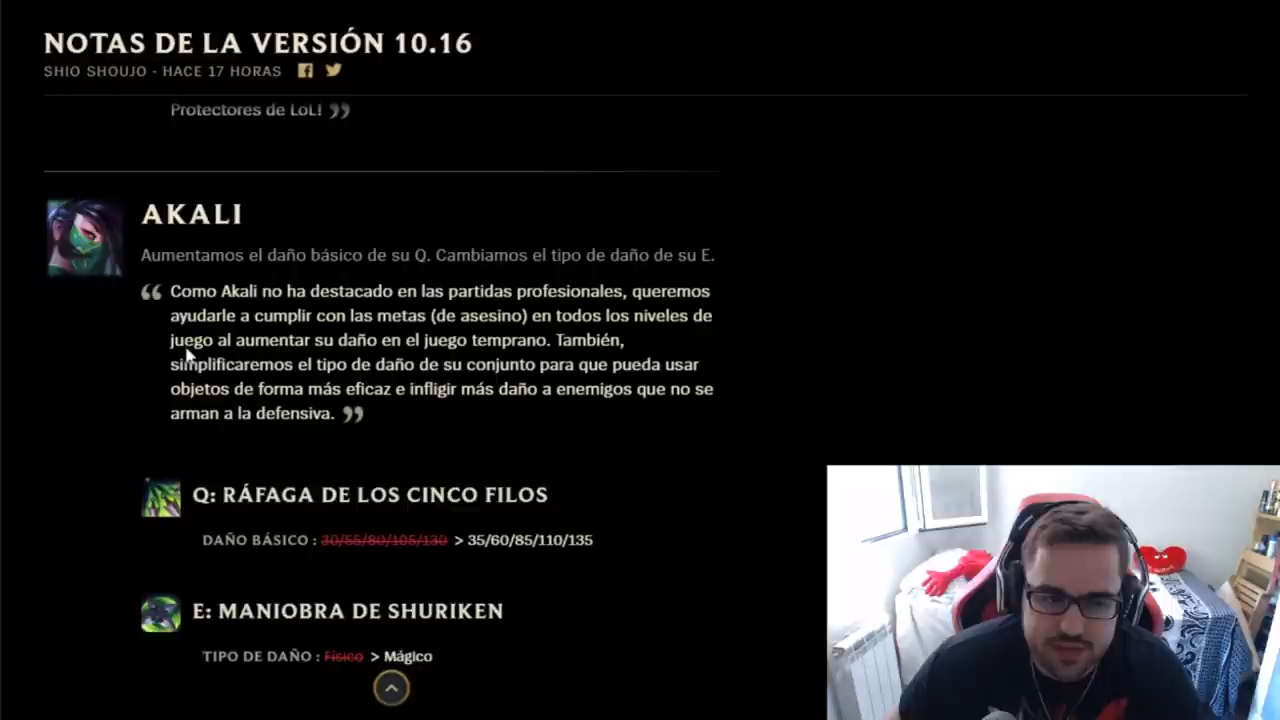 NOTAS DE LA VERSIÓN 10.16
SHIO SHOUJO - HACE 17 HORAS
Protectores de LoL! ”
AKALI
Aumentamos el daño básico de su Q. Cambiamos el tipo de daño de su E.
“ Como Akali no ha destacado en las partidas profesionales, queremos
ayudarle a cumplir con las metas (de asesino) en todos los niveles de
juego al aumentar su daño en el juego temprano. También,
simplificaremos el tipo de daño de su conjunto para que pueda usar
objetos de forma más eficaz e infligir más daño a enemigos que no se
arman a la defensiva. ”
Q: RÁFAGA DE LOS CINCO FILOS
DAÑO BÁSICO : 30/55/80/105/130 > 35/60/85/110/135
E: MANIOBRA DE SHURIKEN
TIPO DE DAÑO : Físico > Mágico